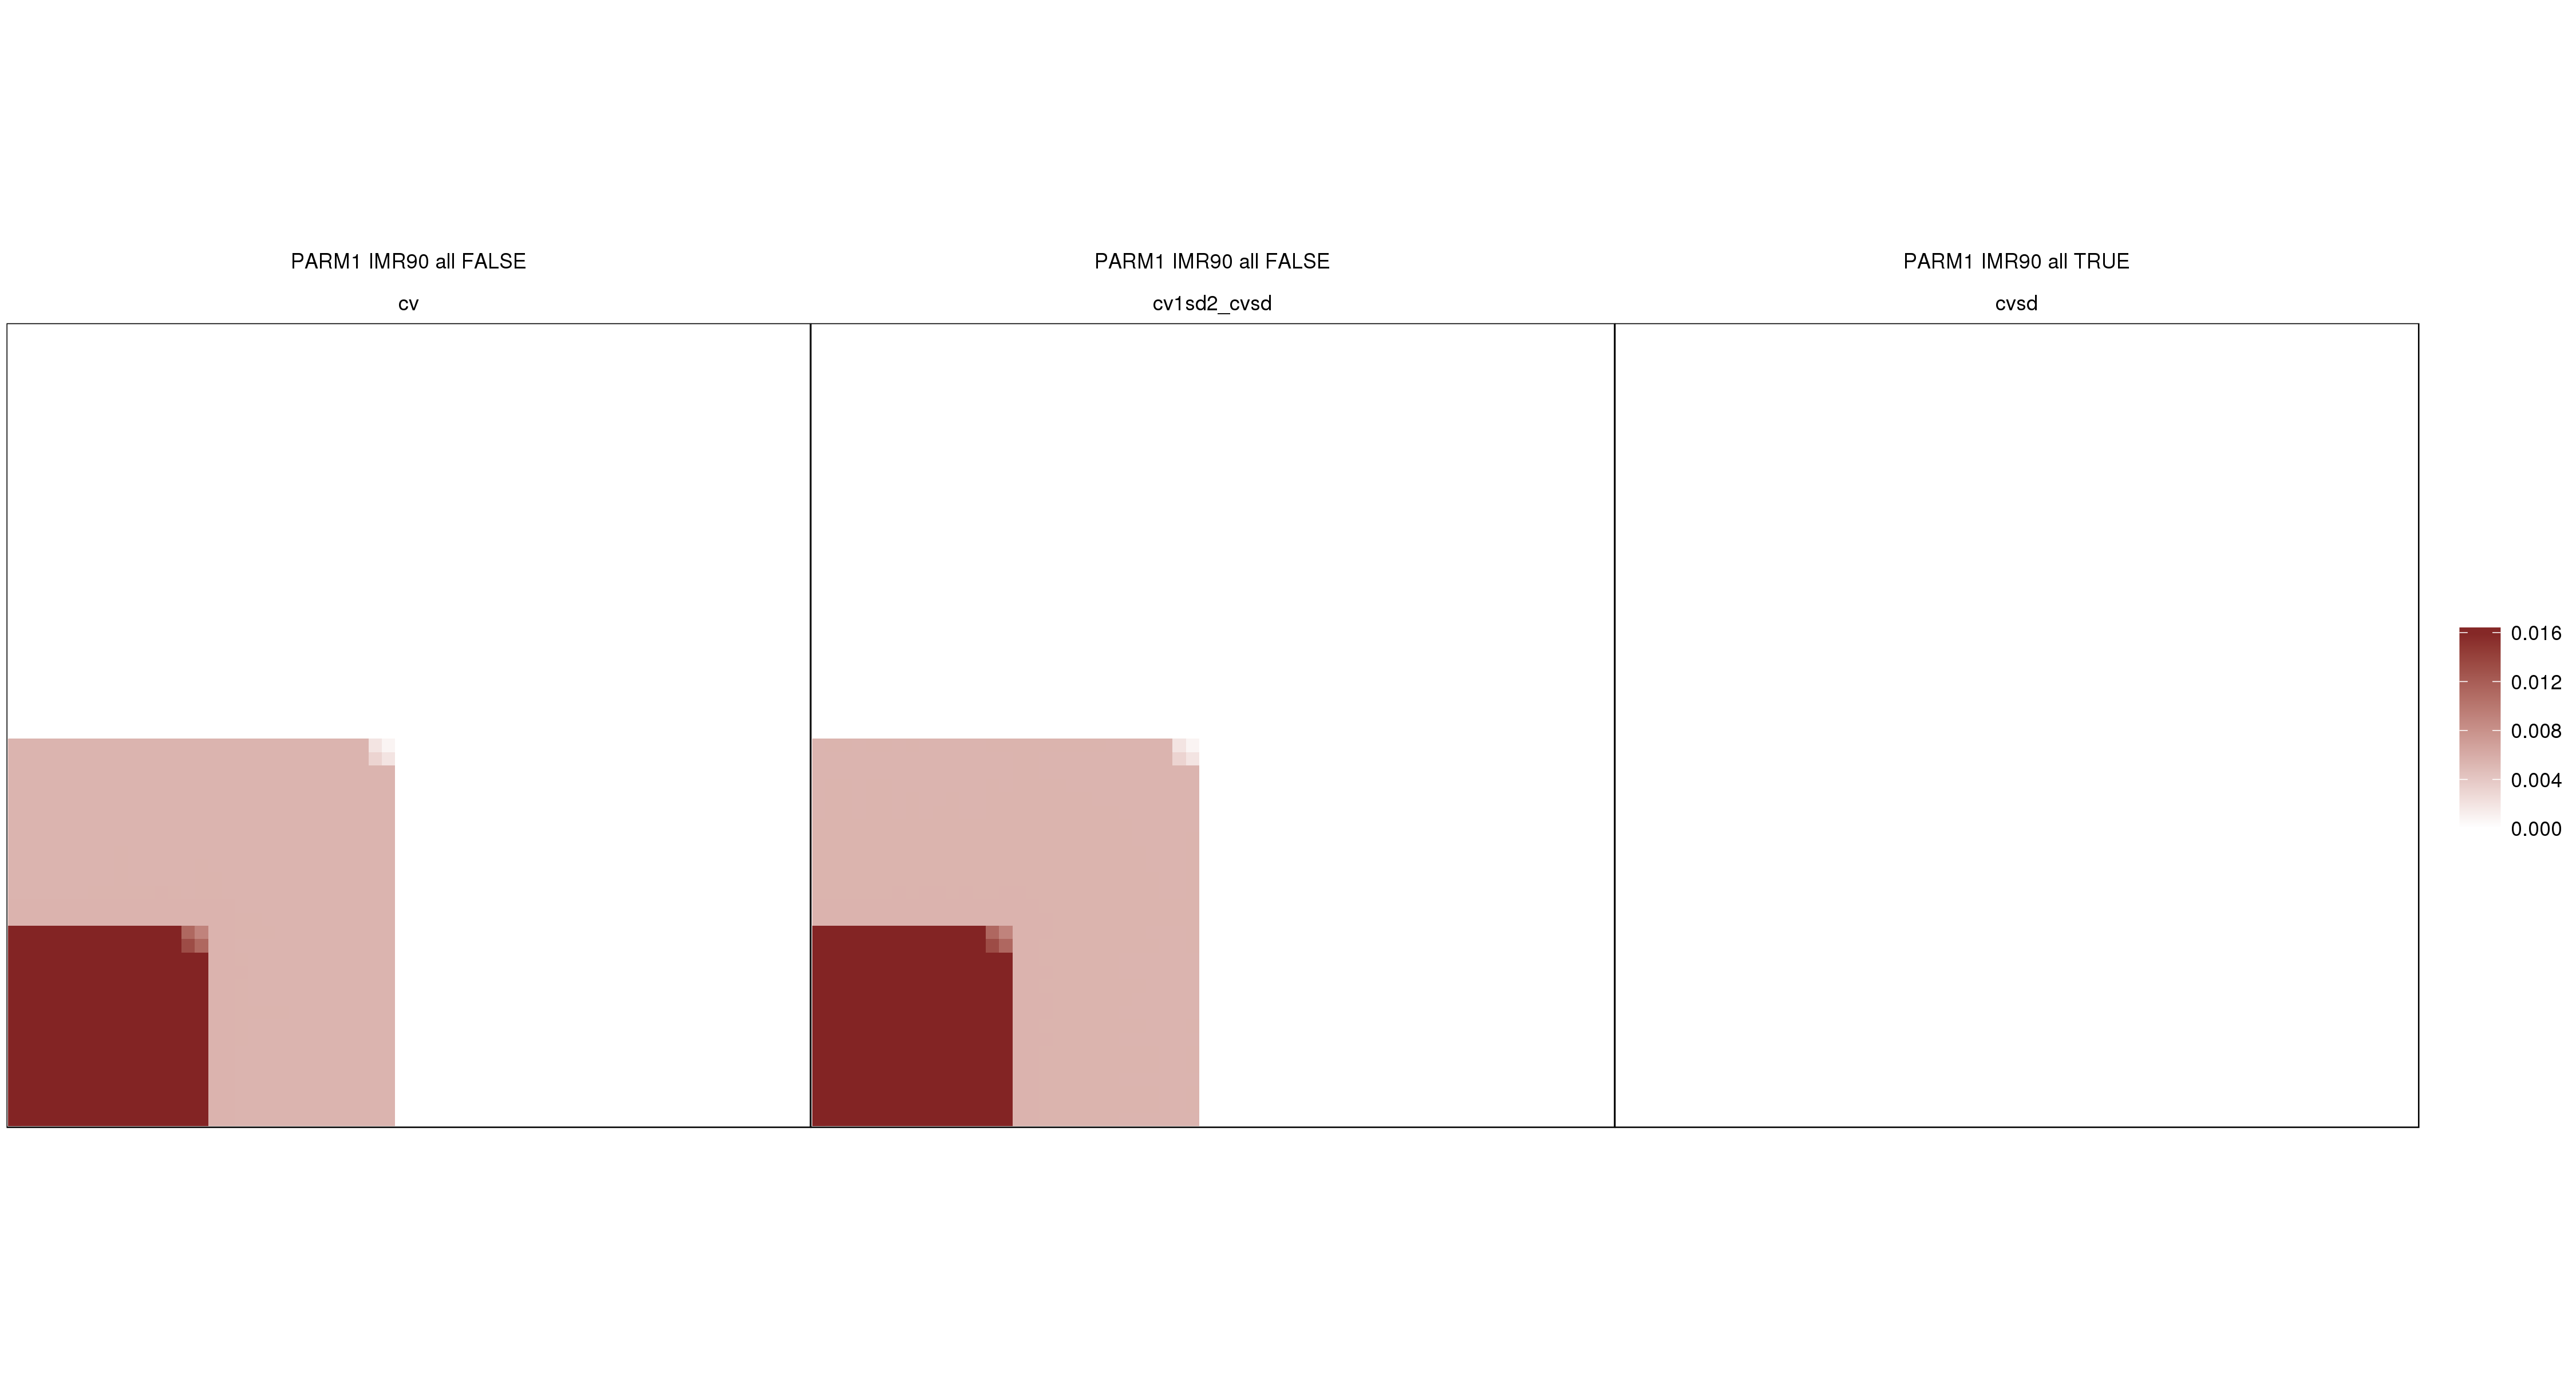 PARM1 IMR90 all FALSE
cv
PARM1 IMR90 all FALSE
cv1sd2_cvsd
PARM1 IMR90 all TRUE
cvsd
0.016
0.012
0.008
0.004
0.000